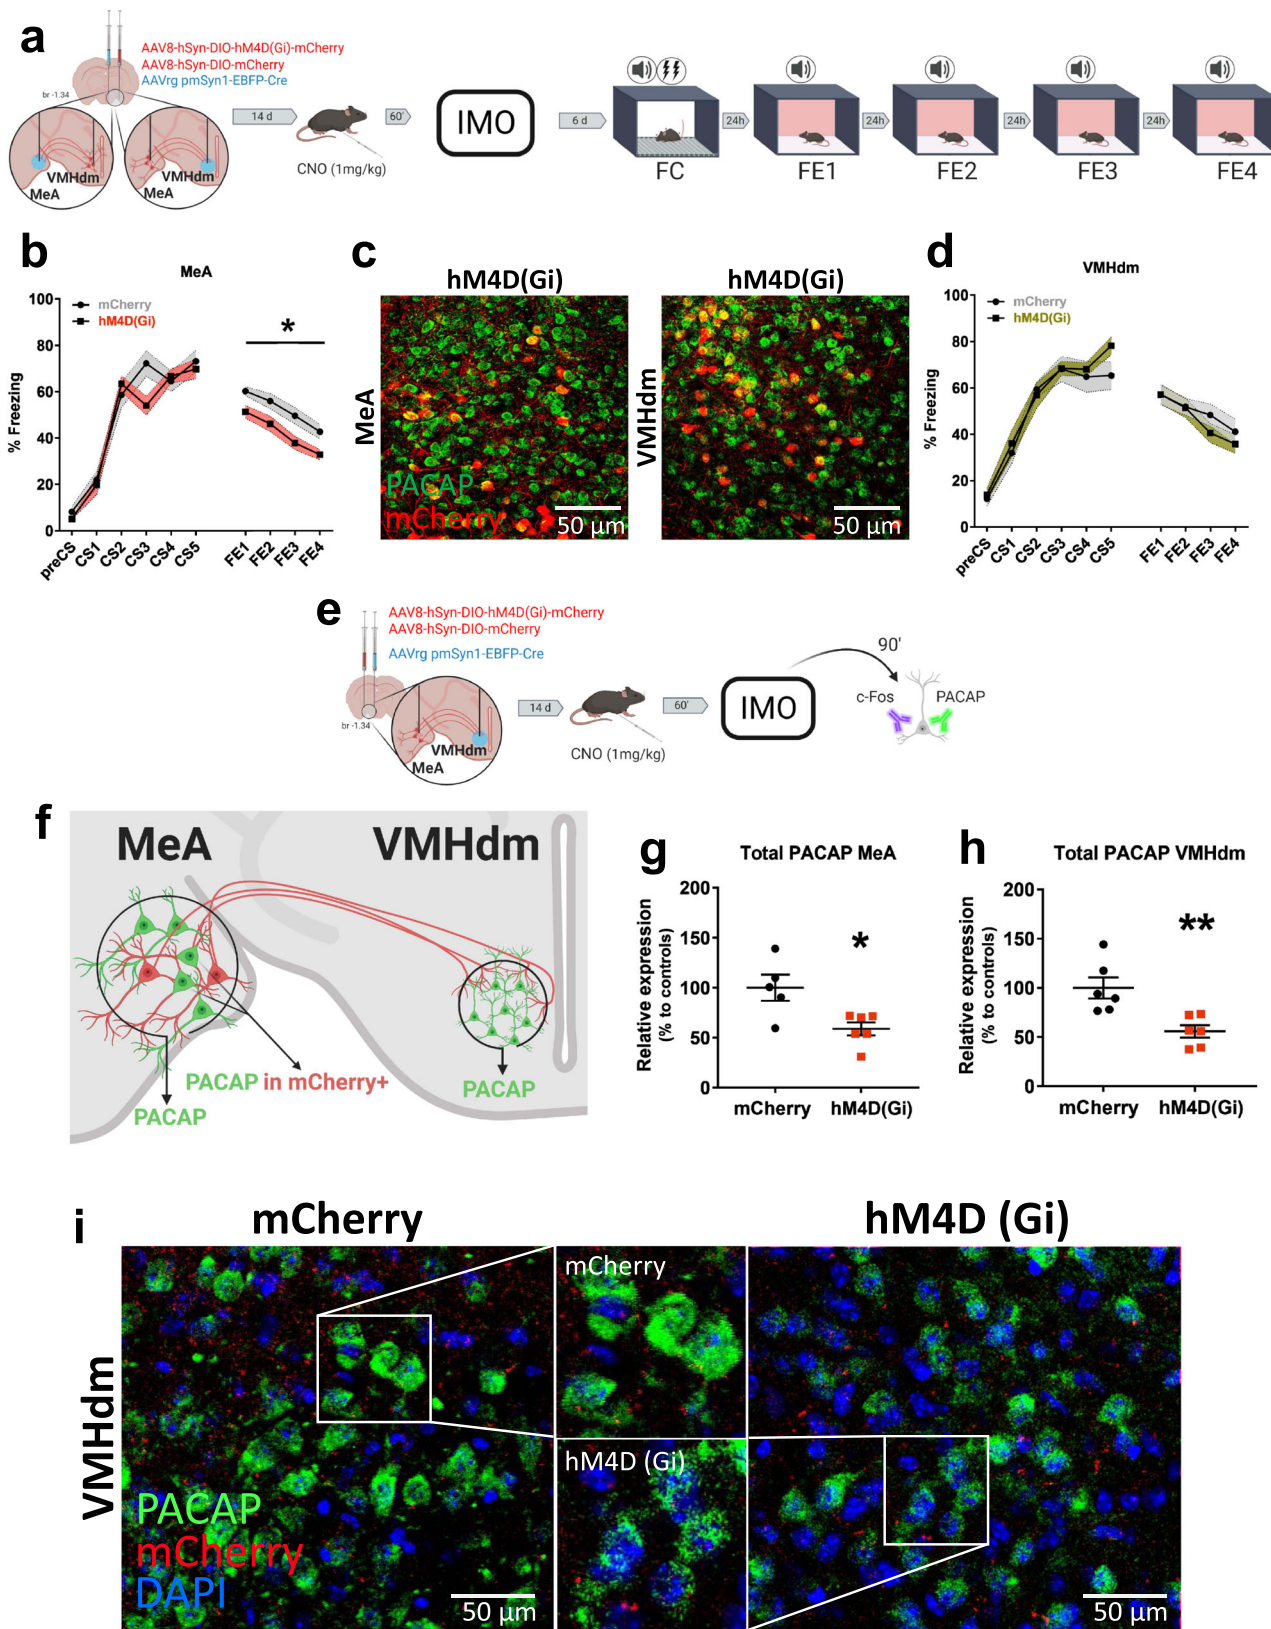 a
AAV8-hSyn-DIO-hM4D(Gi)-mCherry
AAV8-hSyn-DIO-mCherry
AAVrg pmSyn1-EBFP-Cre
br -1.34
VMHdm
MeA
VMHdm
MeA
14 d
60'
CNO (1mg/kg)
IMO
6 d
24h
24h
24h
24h
FC
FE1
FE2
FE3
FE4
b
MeA
mCherry
hM4D(Gi)
*
% Freezing
100
80
60
40
20
0
preCS
CS1
CS2
CS3
CS4
CS5
FE1
FE2
FE3
FE4
c
hM4D(Gi)
hM4D(Gi)
MeA
VMHdm
PACAP
mCherry
50 µm
50 µm
d
VMHdm
mCherry
hM4D(Gi)
% Freezing
100
80
60
40
20
0
preCS
CS1
CS2
CS3
CS4
CS5
FE1
FE2
FE3
FE4
e
AAV8-hSyn-DIO-hM4D(Gi)-mCherry
AAV8-hSyn-DIO-mCherry
AAVrg pmSyn1-EBFP-Cre
br -1.34
VMHdm
MeA
14 d
60'
CNO (1mg/kg)
IMO
90'
c-Fos
PACAP
f
MeA
VMHdm
PACAP in mCherry+
PACAP
PACAP
g
Total PACAP MeA
Relative expression
(% to controls)
200
150
100
50
0
*
mCherry
hM4D(Gi)
h
Total PACAP VMHdm
Relative expression
(% to controls)
200
150
100
50
0
**
mCherry
hM4D(Gi)
i
mCherry
hM4D (Gi)
VMHdm
mCherry
hM4D (Gi)
PACAP
mCherry
DAPI
50 µm
50 µm